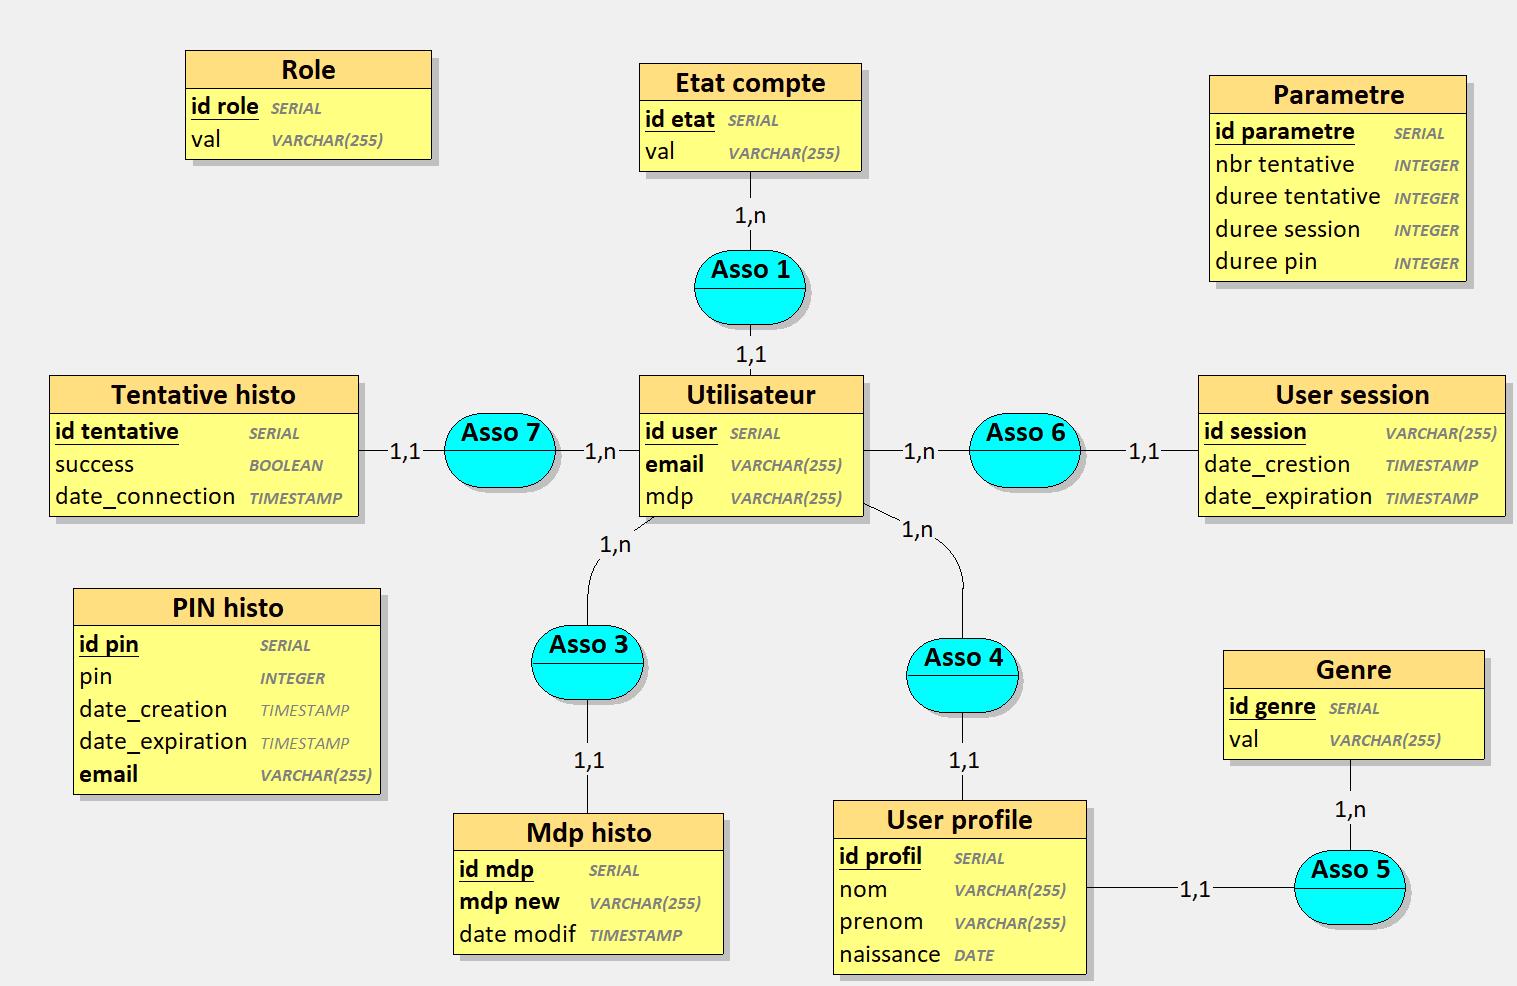 Role
id role SERIAL
val VARCHAR(255)
Etat compte
id etat SERIAL
val VARCHAR(255)
Parametre
id parametre SERIAL
nbr tentative INTEGER
duree tentative INTEGER
duree session INTEGER
duree pin INTEGER
1,n
Asso 1
1,1
Tentative histo
id tentative SERIAL
success BOOLEAN
date_connection TIMESTAMP
1,1
Asso 7
1,n
Utilisateur
id user SERIAL
email VARCHAR(255)
mdp VARCHAR(255)
1,n
Asso 6
1,1
User session
id session VARCHAR(255)
date_crestion TIMESTAMP
date_expiration TIMESTAMP
1,n
1,n
PIN histo
id pin SERIAL
pin INTEGER
date_creation TIMESTAMP
date_expiration TIMESTAMP
email VARCHAR(255)
Asso 3
1,1
Asso 4
1,1
Genre
id genre SERIAL
val VARCHAR(255)
1,n
Asso 5
1,1
Mdp histo
id mdp SERIAL
mdp new VARCHAR(255)
date modif TIMESTAMP
User profile
id profil SERIAL
nom VARCHAR(255)
prenom VARCHAR(255)
naissance DATE